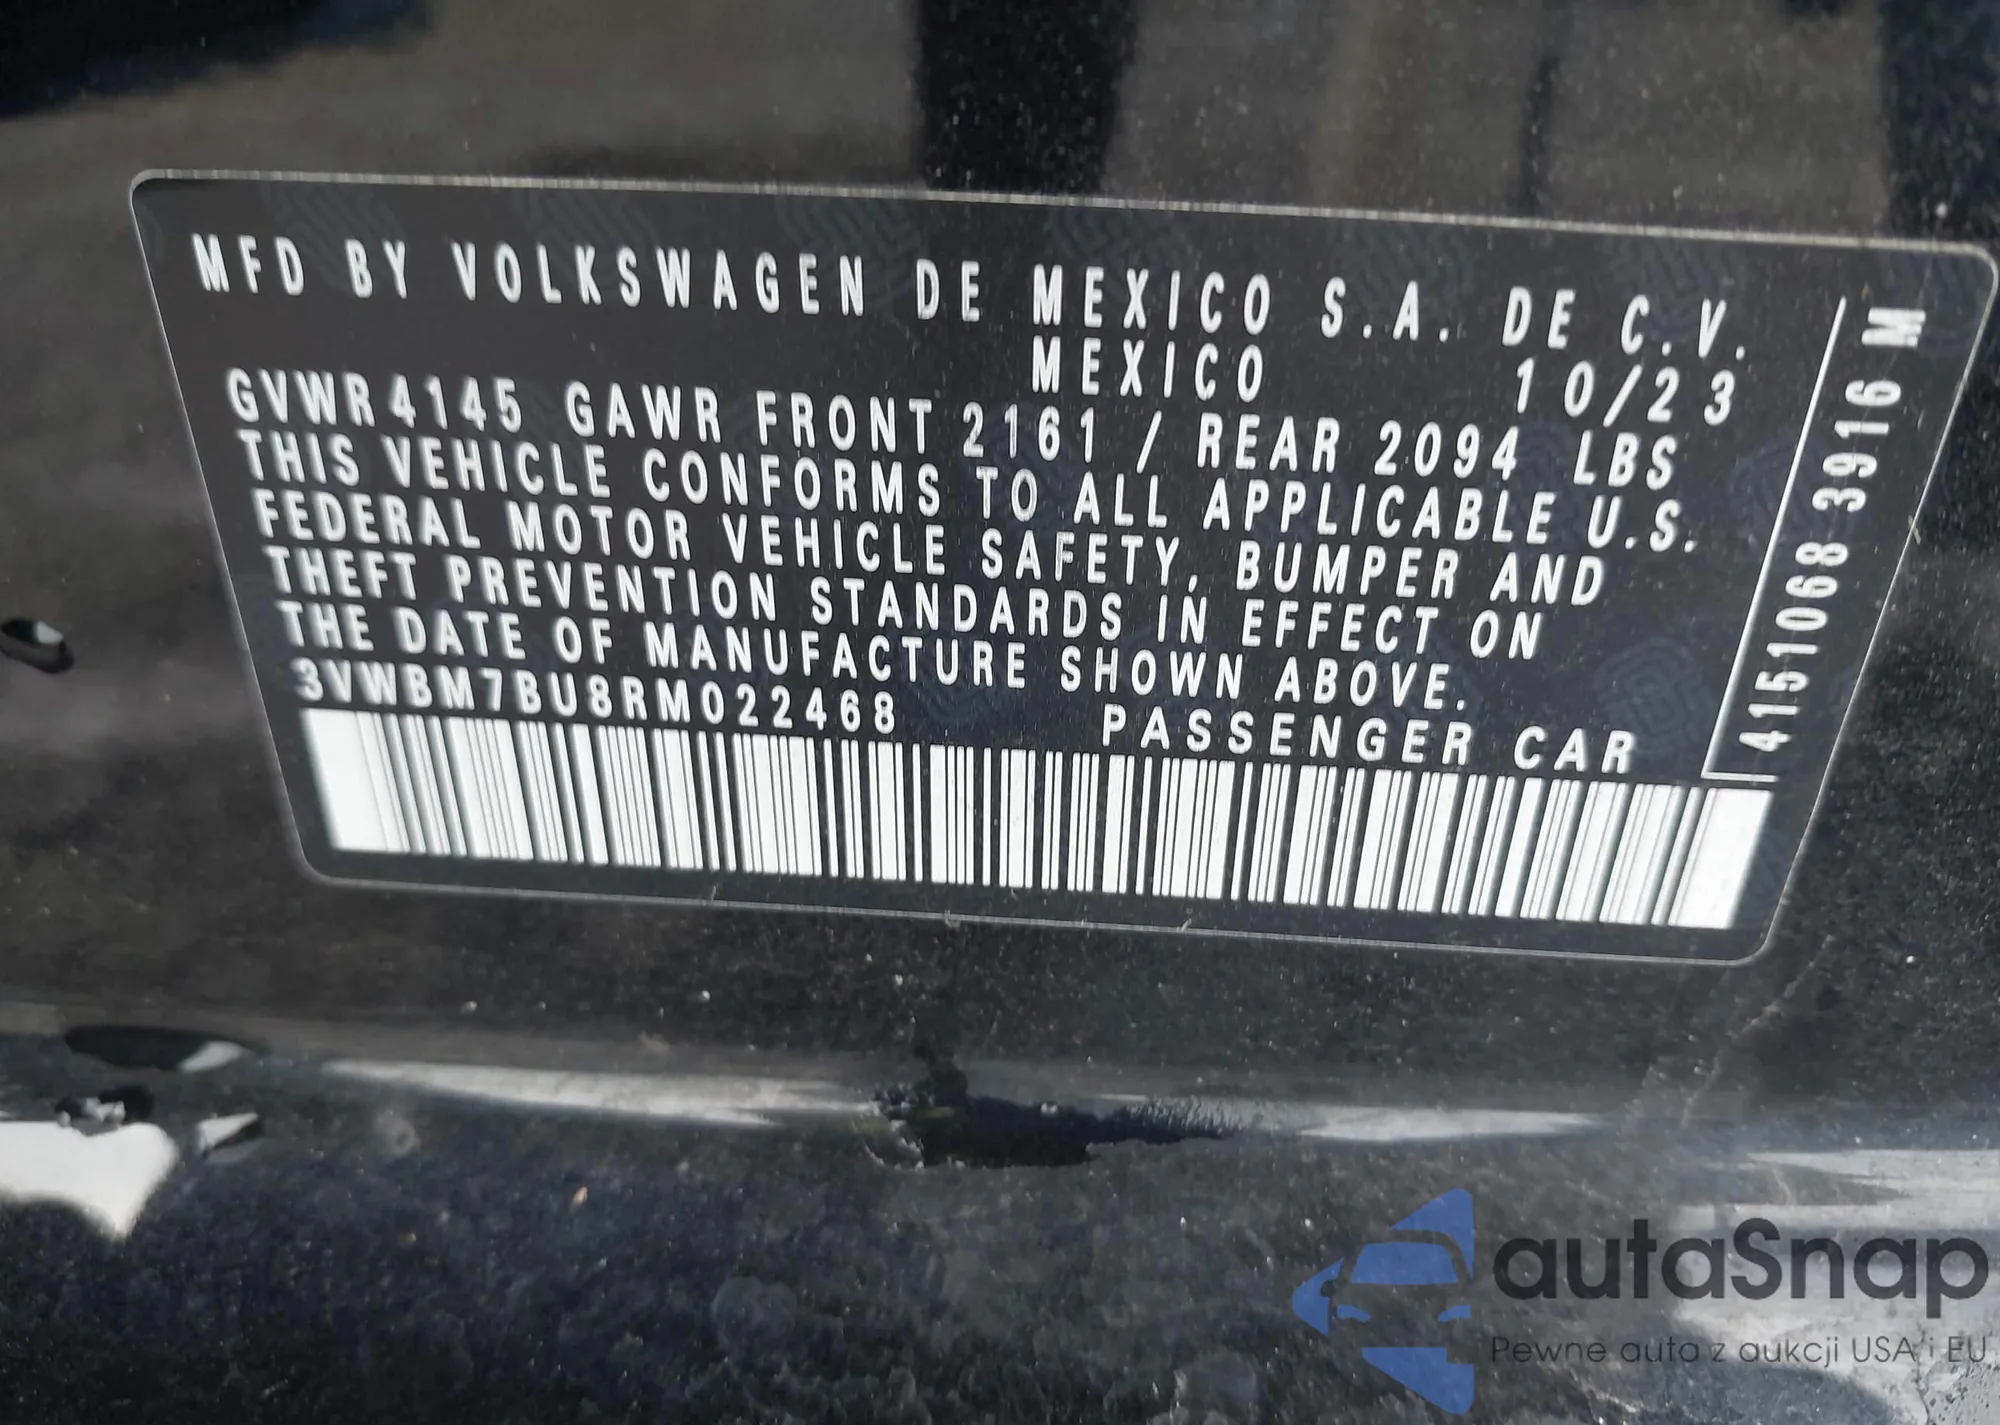 MFD BY VOLKSWAGEN DE MEXICO S.A. DE C.V.
MEXICO 10/23
GVWR 4145 GAWR FRONT 2161 / REAR 2094 LBS
THIS VEHICLE CONFORMS TO ALL APPLICABLE U.S.
FEDERAL MOTOR VEHICLE SAFETY, BUMPER AND
THEFT PREVENTION STANDARDS IN EFFECT ON
THE DATE OF MANUFACTURE SHOWN ABOVE.
3VWBM7BU8RM022468 PASSENGER CAR
4151068 3916 M
autaSnap
Pewne auta z aukcji USA i EU